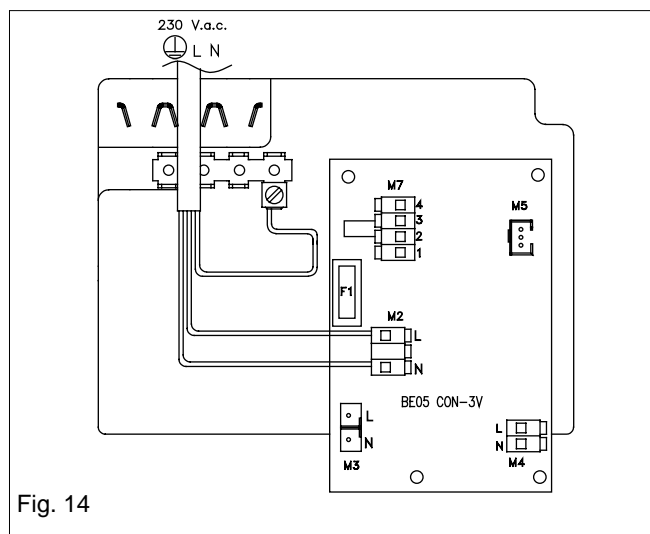 230 V.a.c.
L N
M7
4
3
2
1
M5
F1
M2
L
N
BE05 CON-3V
L
N
M3
L
N
M4
Fig. 14